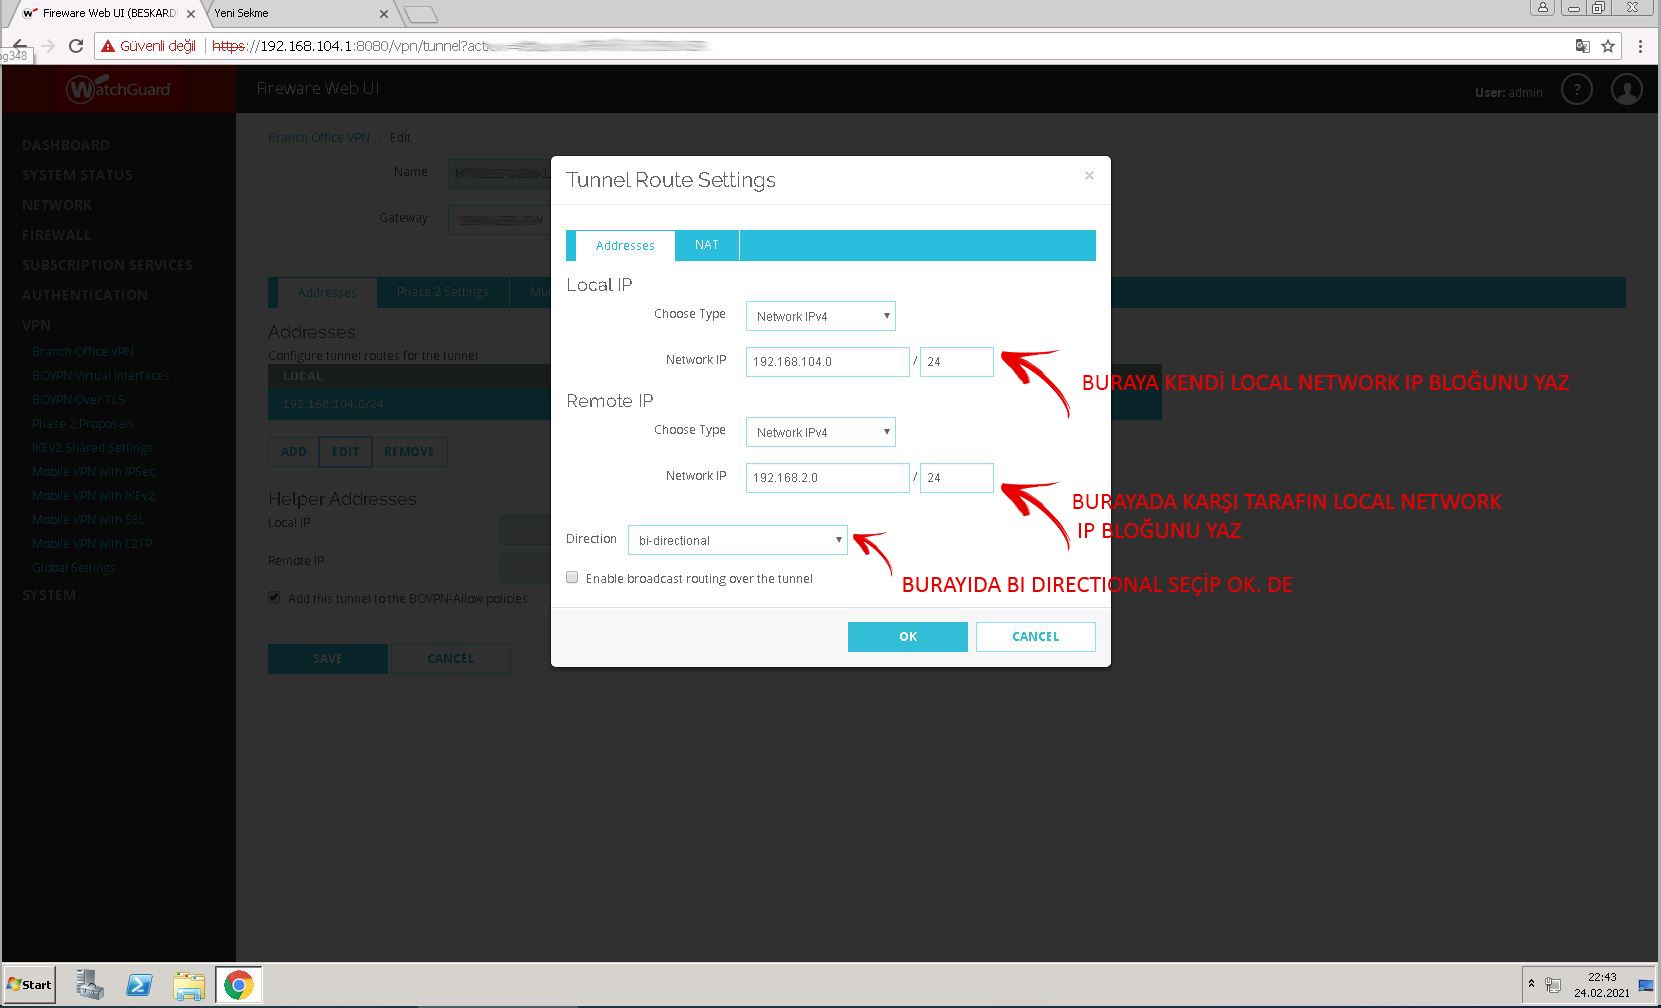 Fireware Web UI (BESKARD
Yeni Sekme
Güvenli değil
https://192.168.104.1:8080/vpn/tunnel?act
og348
WatchGuard
Fireware Web UI
User: admin
?
DASHBOARD
SYSTEM STATUS
NETWORK
FIREWALL
SUBSCRIPTION SERVICES
AUTHENTICATION
VPN
Branch Office VPN
BOVPN Virtual Interfaces
BOVPN Over TLS
Phase 2 Proposals
IKEv2 Shared Settings
Mobile VPN with IPSec
Mobile VPN with IKEv2
Mobile VPN with SSL
Mobile VPN with L2TP
Global Settings
SYSTEM
Branch Office VPN / Edit
Name
Gateway
Addresses
Phase 2 Settings
Mu
Addresses
Configure tunnel routes for the tunnel
LOCAL
192.168.104.0/24
ADD
EDIT
REMOVE
Helper Addresses
Local IP
Remote IP
Add this tunnel to the BOVPN-Allow policies
SAVE
CANCEL
Tunnel Route Settings
×
Addresses
NAT
Local IP
Choose Type
Network IPv4
Network IP
192.168.104.0
/
24
BURAYA KENDİ LOCAL NETWORK IP BLOĞUNU YAZ
Remote IP
Choose Type
Network IPv4
Network IP
192.168.2.0
/
24
BURAYADA KARŞI TARAFIN LOCAL NETWORK
IP BLOĞUNU YAZ
Direction
bi-directional
BURAYIDA BI DIRECTIONAL SEÇİP OK. DE
Enable broadcast routing over the tunnel
OK
CANCEL
Start
22:43
24.02.2021